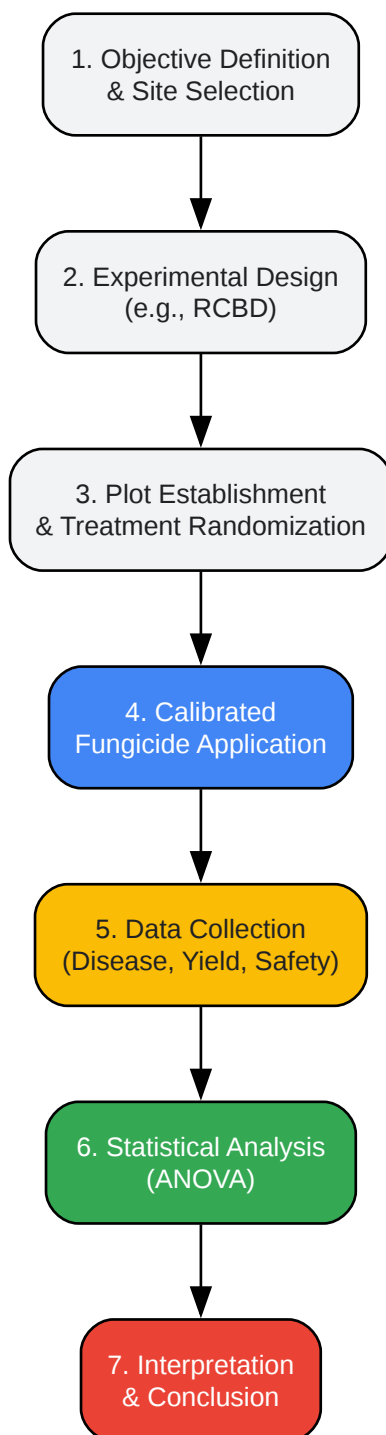 1. Objective Definition
& Site Selection
2. Experimental Design
(e.g., RCBD)
3. Plot Establishment
& Treatment Randomization
4. Calibrated
Fungicide Application
5. Data Collection
(Disease, Yield, Safety)
6. Statistical Analysis
(ANOVA)
7. Interpretation
& Conclusion